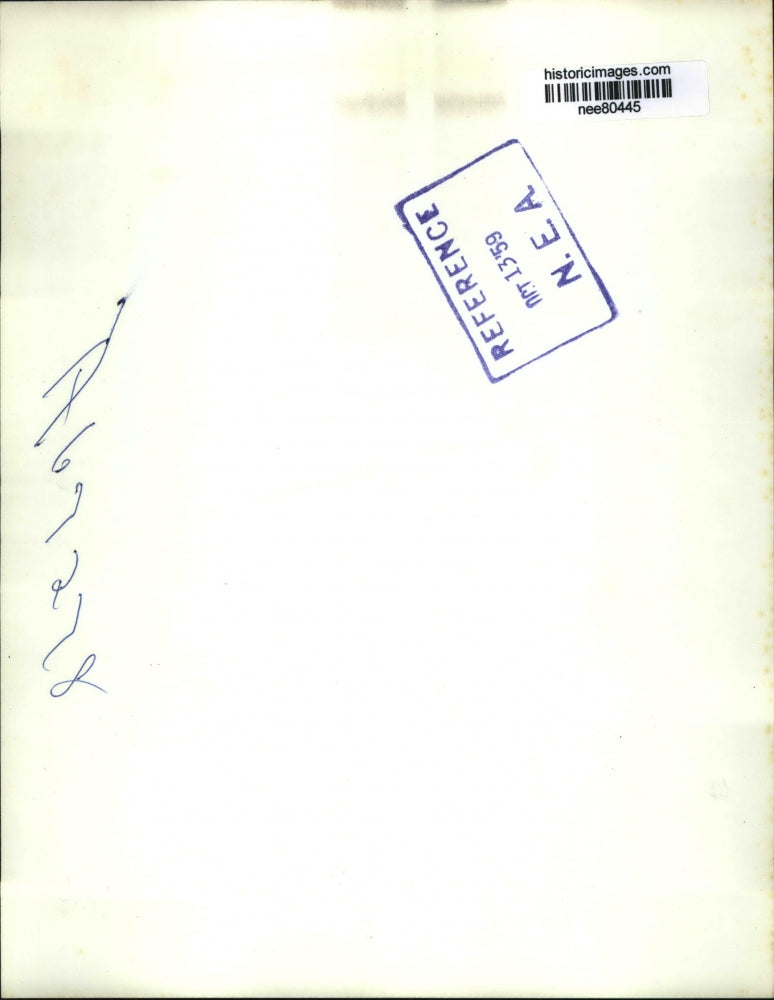 historicimages.com
nee80445
REFERENCE
OCT 13 '59
N. E. A.